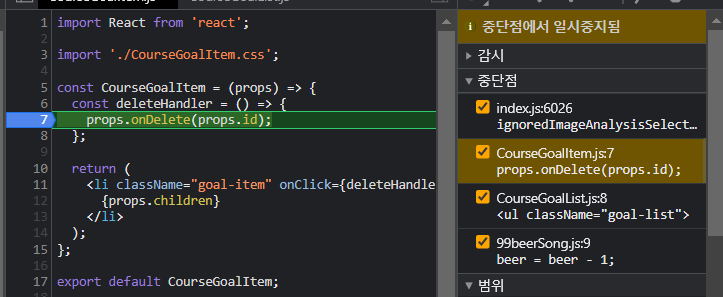 1 import React from 'react';
2
3 import './CourseGoalItem.css';
4
5 const CourseGoalItem = (props) => {
6 const deleteHandler = () => {
7 props.onDelete(props.id);
8 };
9
10 return (
11 <li className="goal-item" onClick={deleteHandle
12 {props.children}
13 </li>
14 );
15 };
16
17 export default CourseGoalItem;
중단점에서 일시중지됨
감시
중단점
index.js:6026
ignoredImageAnalysisSelect…
CourseGoalItem.js:7
props.onDelete(props.id);
CourseGoalList.js:8
<ul className="goal-list">
99beerSong.js:9
beer = beer - 1;
범위